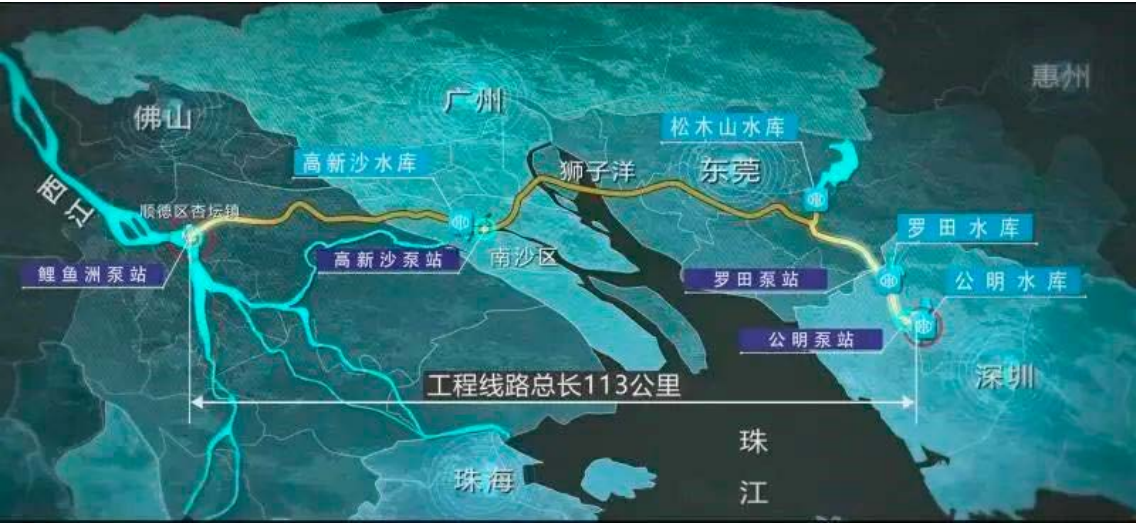 惠州
广州
佛山
松木山水库
高新沙水库
狮子洋
东莞
西江
顺德区杏坛镇
罗田水库
南沙区
高新沙泵站
鲤鱼洲泵站
罗田泵站
公明水库
公明泵站
深圳
工程线路总长113公里
珠江
珠海